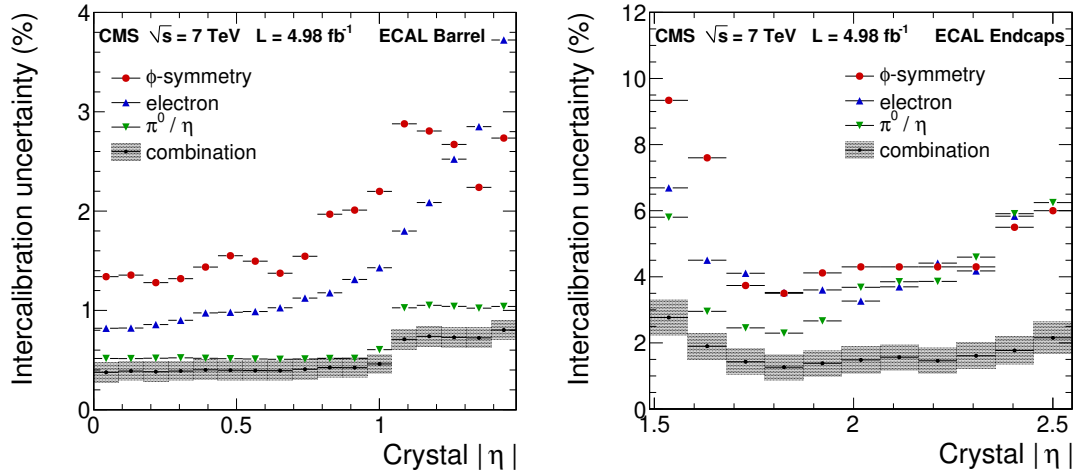 CMS √s = 7 TeV L = 4.98 fb⁻¹ ECAL Barrel
ϕ-symmetry
electron
π⁰ / η
combination
Intercalibration uncertainty (%)
4
3
2
1
0
0 0.5 1
Crystal | η |
CMS √s = 7 TeV L = 4.98 fb⁻¹ ECAL Endcaps
ϕ-symmetry
electron
π⁰ / η
combination
Intercalibration uncertainty (%)
12
10
8
6
4
2
0
1.5 2 2.5
Crystal | η |